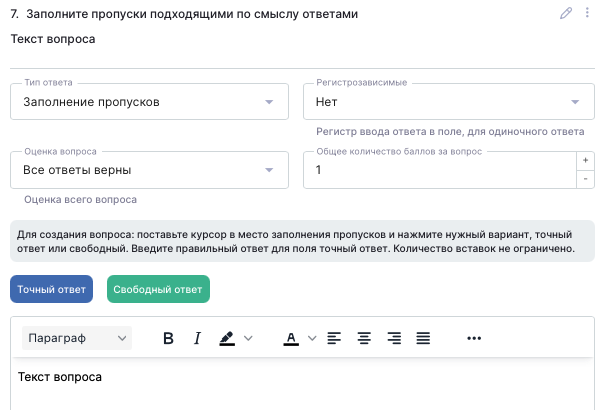 7. Заполните пропуски подходящими по смыслу ответами
Текст вопроса
Тип ответа
Заполнение пропусков
Регистрозависимые
Нет
Регистр ввода ответа в поле, для одиночного ответа
Оценка вопроса
Все ответы верны
Оценка всего вопроса
Общее количество баллов за вопрос
1
+
-
Для создания вопроса: поставьте курсор в место заполнения пропусков и нажмите нужный вариант, точный
ответ или свободный. Введите правильный ответ для поля точный ответ. Количество вставок не ограничено.
Точный ответ
Свободный ответ
Параграф
B I A
Текст вопроса